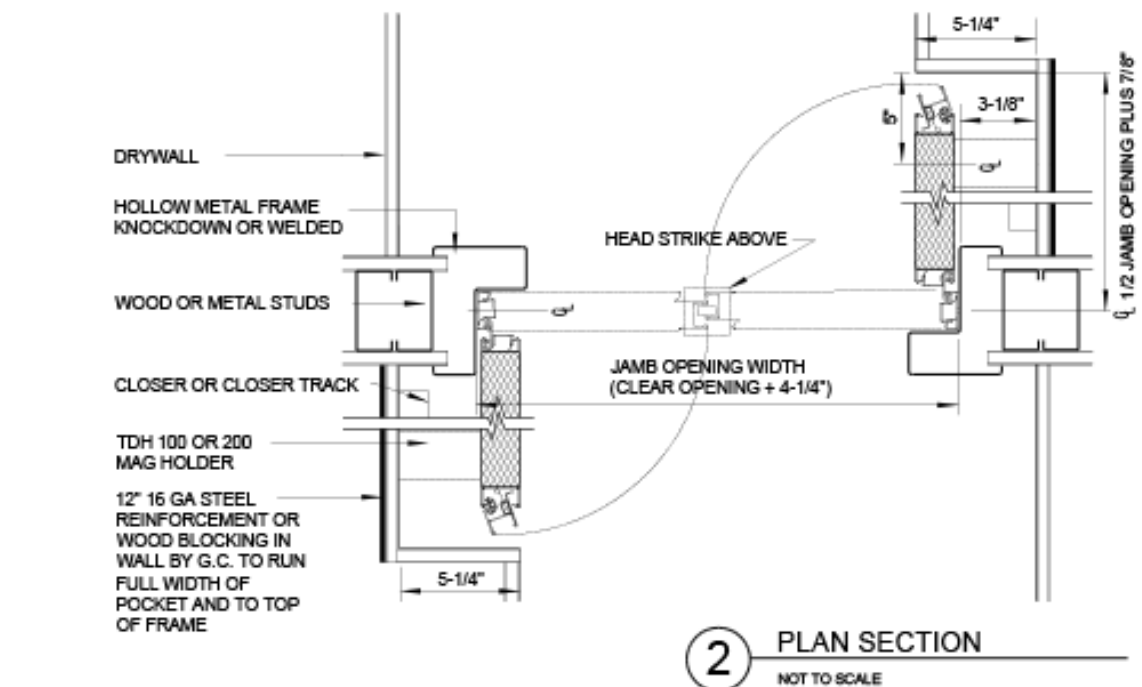 5-1/4"
3-1/8"
5"
℄ 1/2 JAMB OPENING PLUS 7/8"
℄
DRYWALL
HOLLOW METAL FRAME
KNOCKDOWN OR WELDED
HEAD STRIKE ABOVE
WOOD OR METAL STUDS
℄
JAMB OPENING WIDTH
(CLEAR OPENING + 4-1/4")
CLOSER OR CLOSER TRACK
TDH 100 OR 200
MAG HOLDER
12" 16 GA STEEL
REINFORCEMENT OR
WOOD BLOCKING IN
WALL BY G.C. TO RUN
FULL WIDTH OF
POCKET AND TO TOP
OF FRAME
5-1/4"
2
PLAN SECTION
NOT TO SCALE